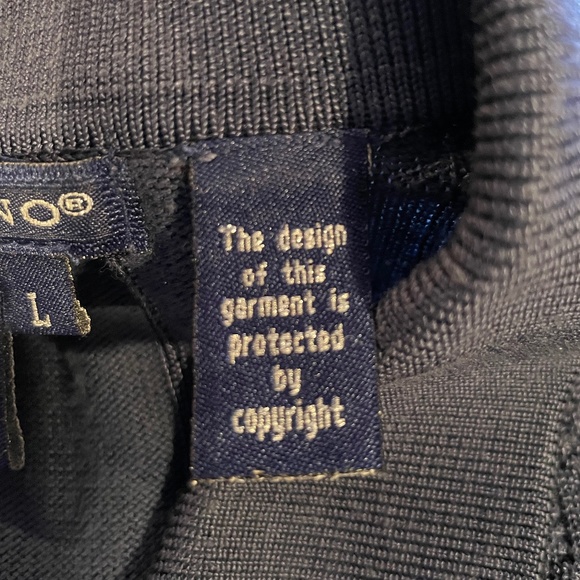 NO®
L
The design
of this
garment is
protected
by
copyright